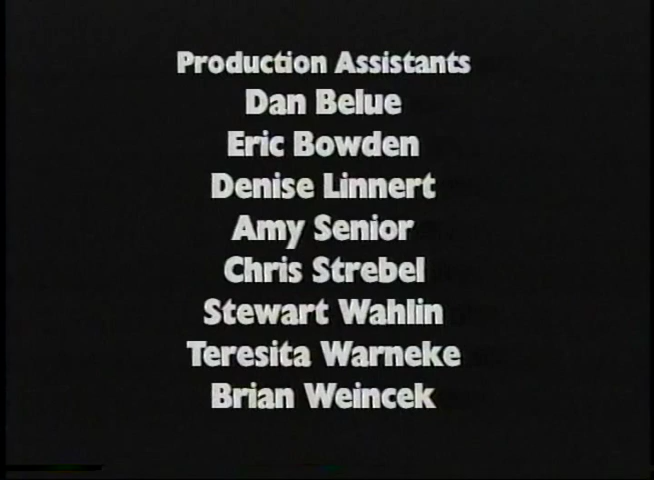 Production Assistants
Dan Belue
Eric Bowden
Denise Linnert
Amy Senior
Chris Strebel
Stewart Wahlin
Teresita Warneke
Brian Weincek